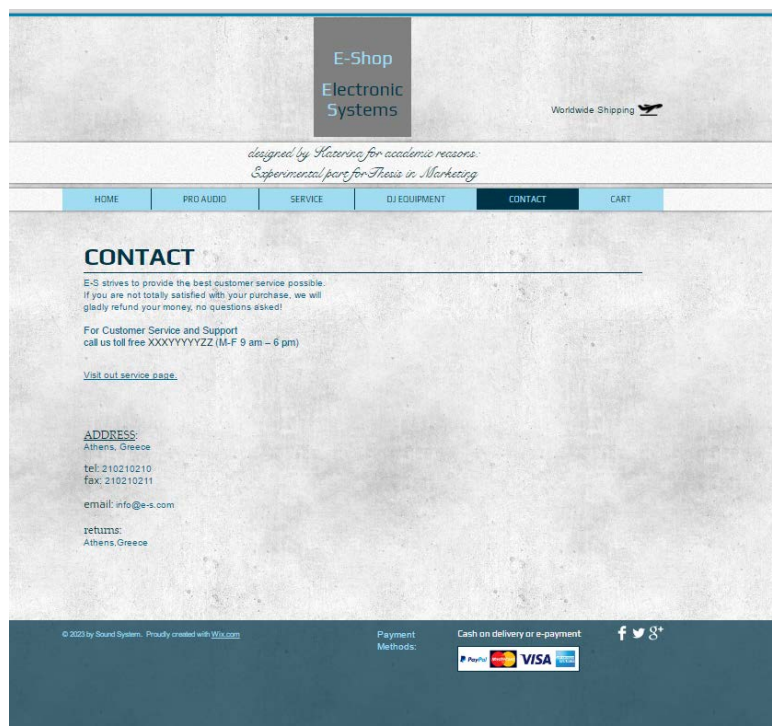 E-Shop
Electronic
Systems
Worldwide Shipping
designed by Katerina for academic reasons.
Experimental part for Thesis in Marketing
HOME PRO AUDIO SERVICE DJ EQUIPMENT CONTACT CART
CONTACT
E-S strives to provide the best customer service possible.
If you are not totally satisfied with your purchase, we will
gladly refund your money, no questions asked!
For Customer Service and Support
call us toll free XXXYYYYYZZ (M-F 9 am – 6 pm)
Visit out service page.
ADDRESS:
Athens, Greece
tel: 210210210
fax: 210210211
email: info@e-s.com
returns:
Athens,Greece
© 2023 by Sound System. Proudly created with Wix.com
Payment
Methods:
Cash on delivery or e-payment
f g+
PayPal MasterCard VISA